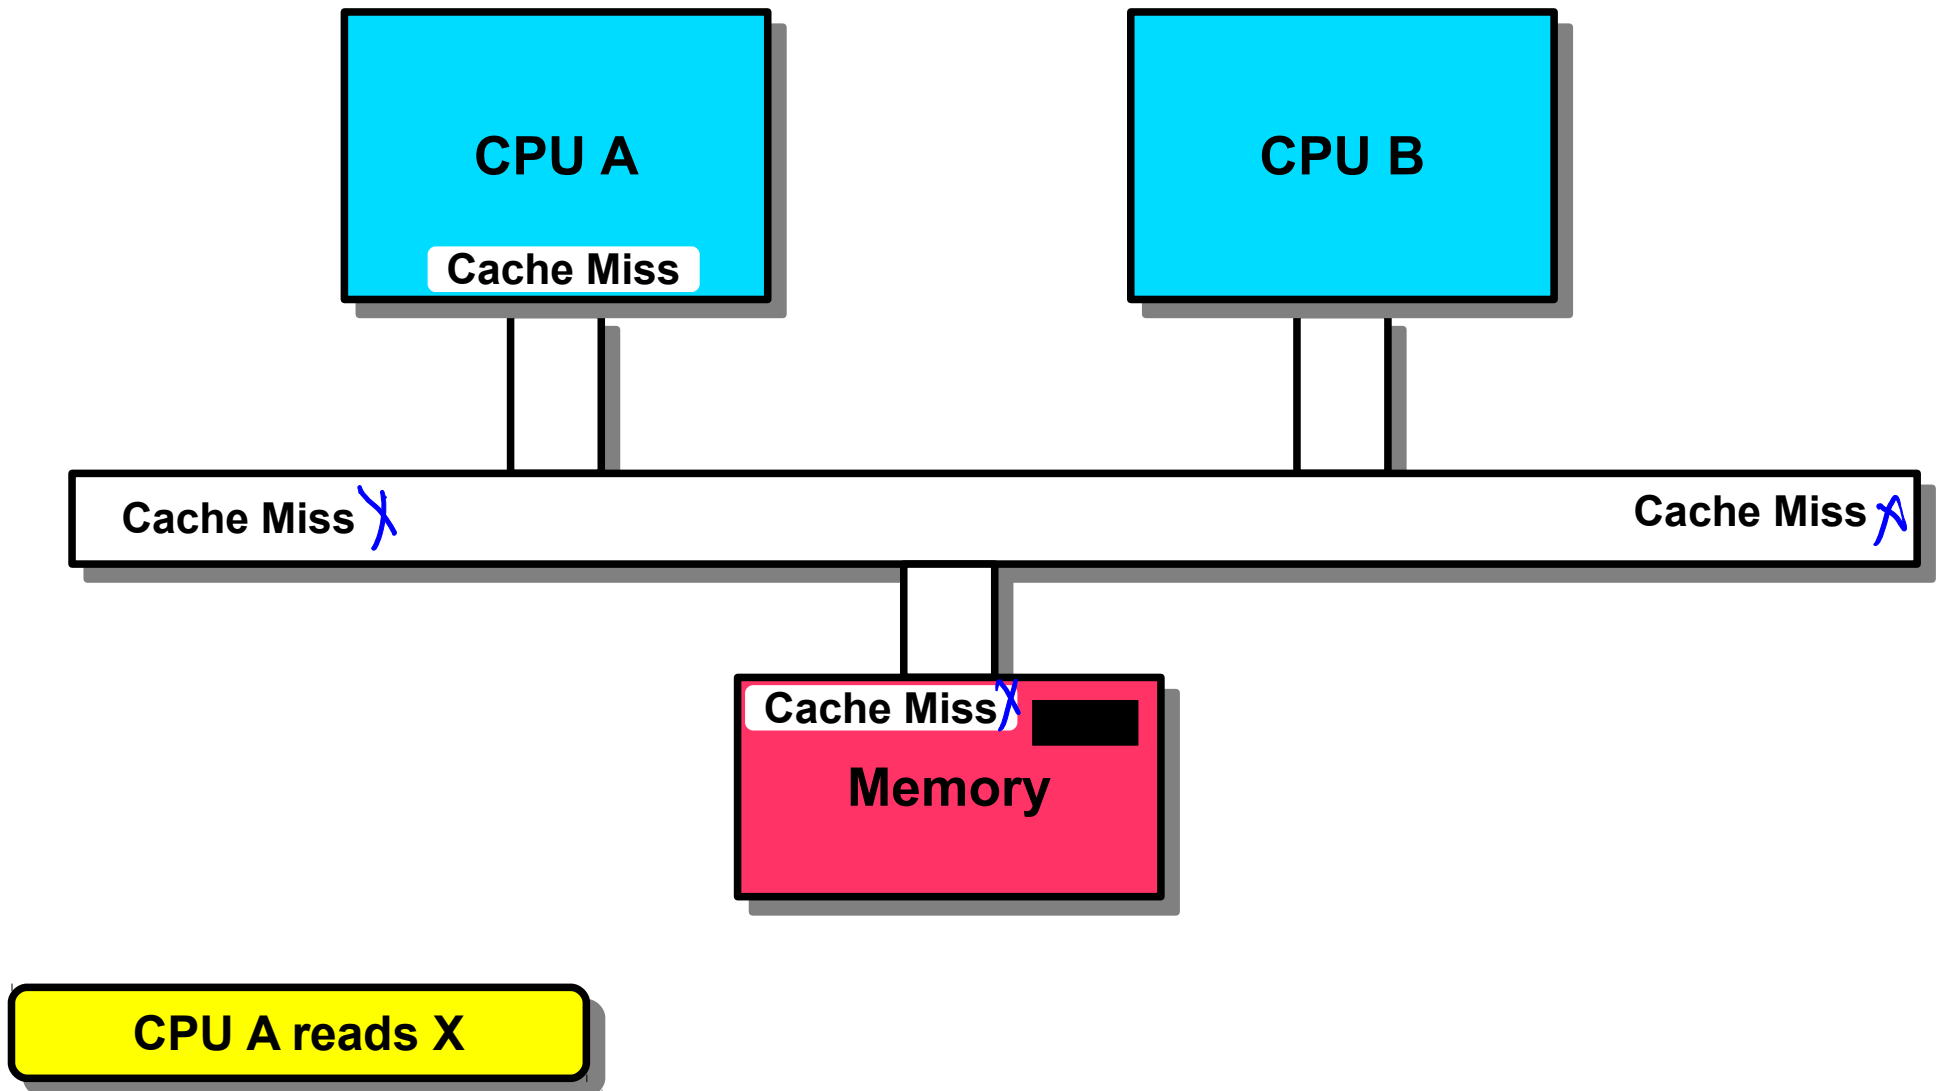 CPU A
CPU B
Cache Miss
Cache Miss X
Cache Miss X
Cache Miss X
Memory
CPU A reads X